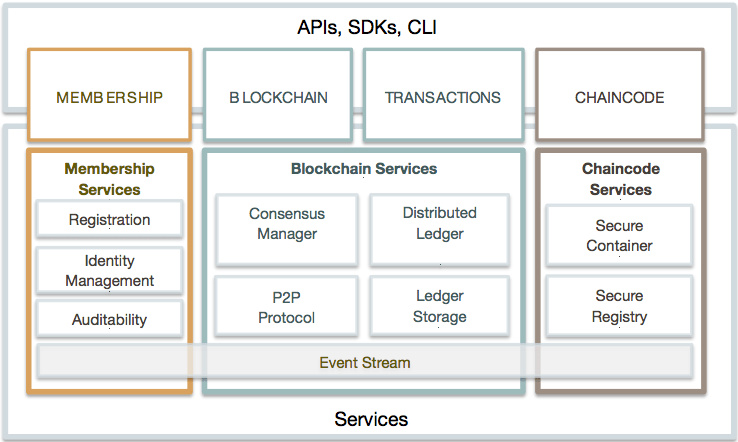 APIs, SDKs, CLI
MEMBERSHIP
BLOCKCHAIN
TRANSACTIONS
CHAINCODE
Membership
Services
Registration
Identity
Management
Auditability
Blockchain Services
Consensus
Manager
Distributed
Ledger
P2P
Protocol
Ledger
Storage
Chaincode
Services
Secure
Container
Secure
Registry
Event Stream
Services